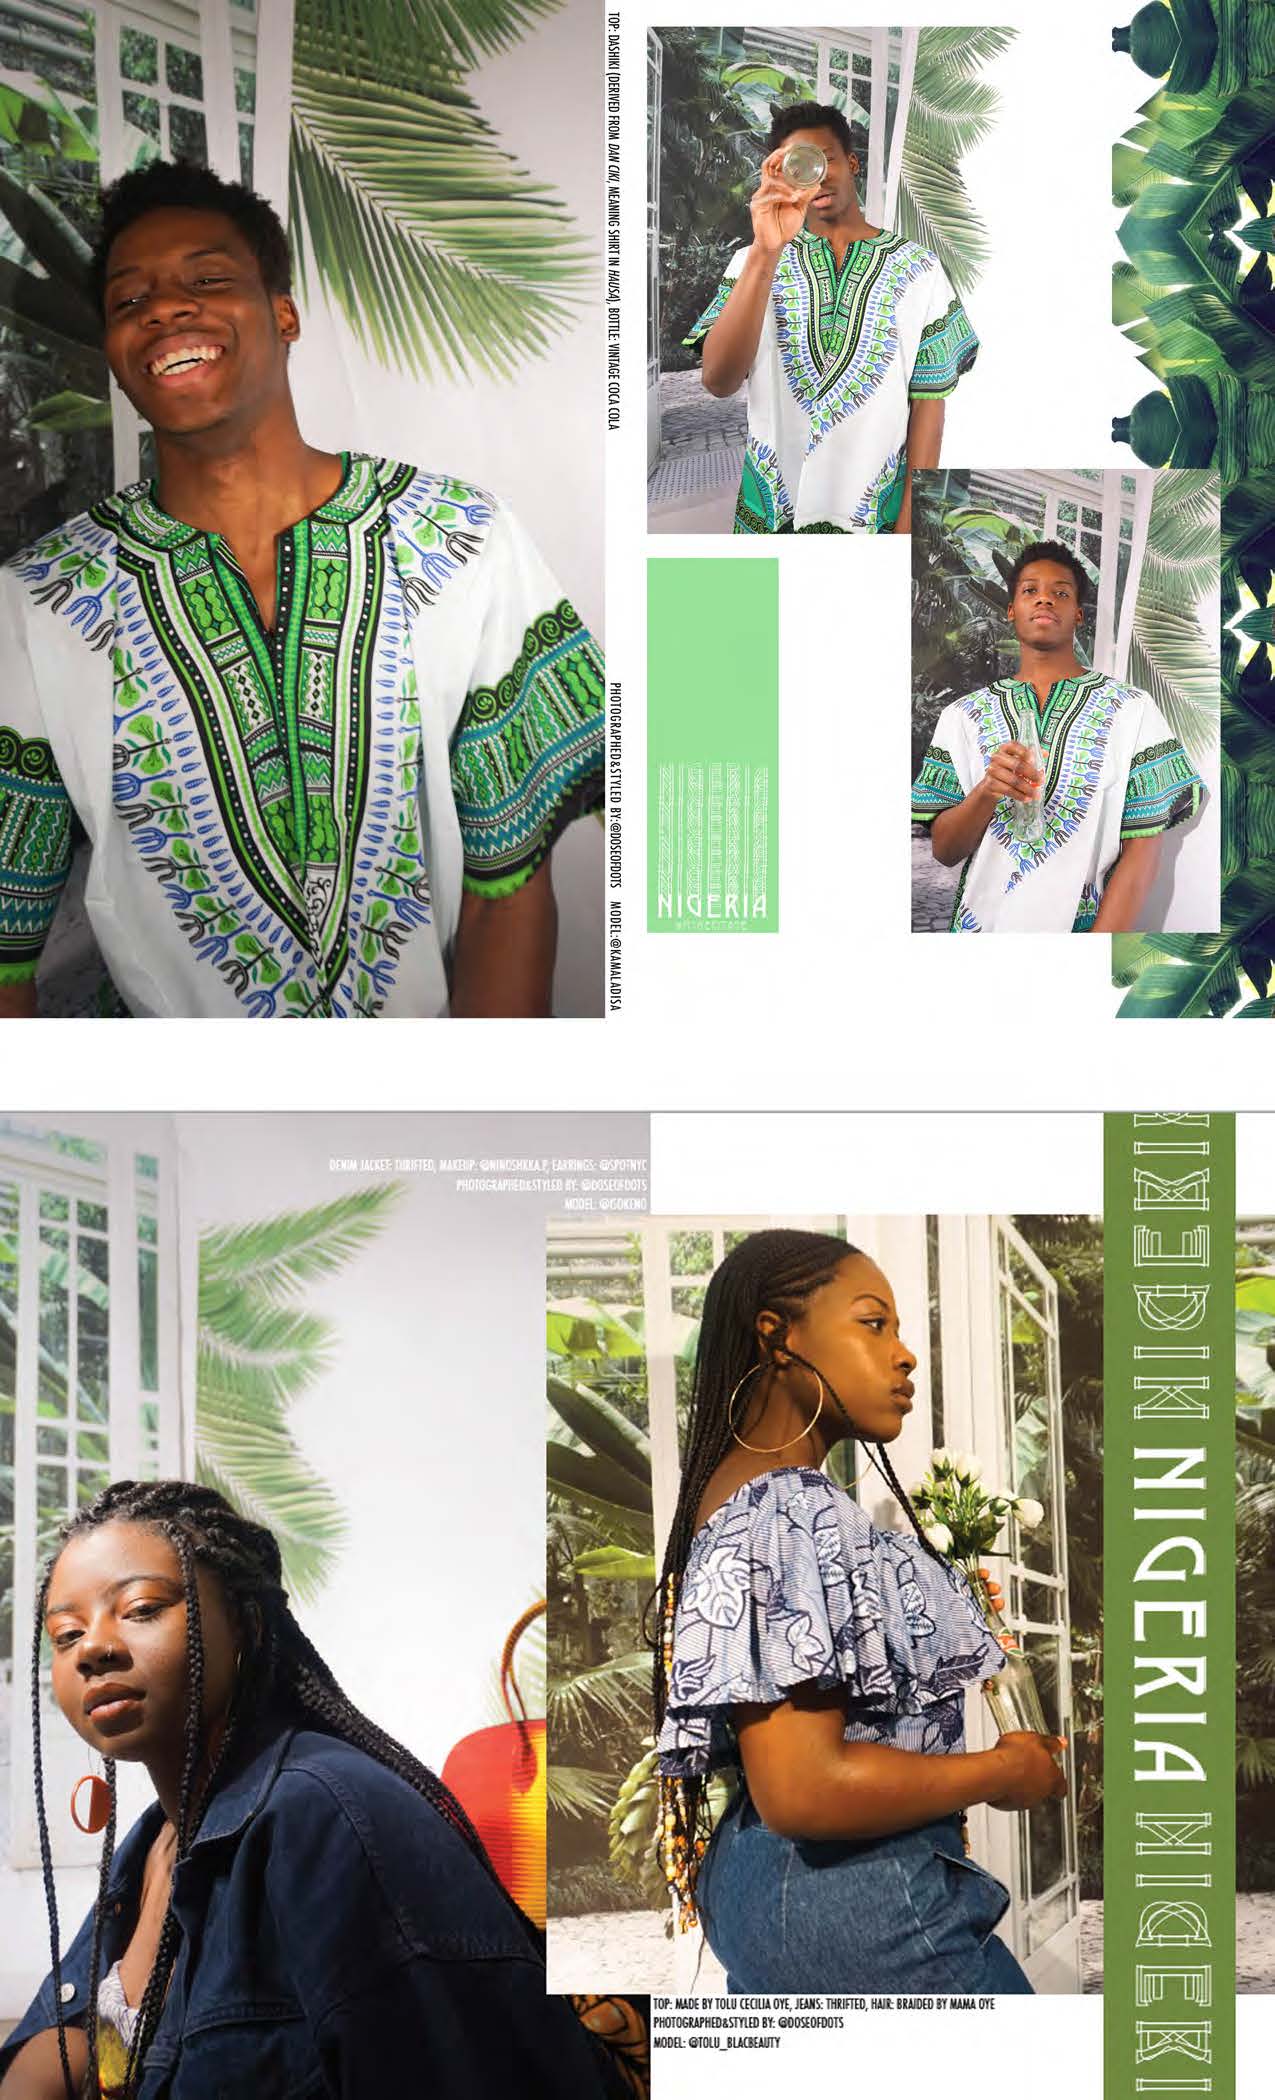 TOP: DASHIKI (DERIVED FROM DAN CIKI, MEANING SHIRT IN HAUSA), BOTTLE: VINTAGE COCA COLA
PHOTOGRAPHED&STYLED BY:@DOSEOFDOTS MODEL:@KAMALADISA
NIGERIA
DENIM JACKET: THRIFTED, MAKEUP: @NINOSHKKA.P, EARRINGS: @SPOTNYC
PHOTOGRAPHED&STYLED BY: @DOSEOFDOTS
MODEL: @ISOKENO
NIGERIA
TOP: MADE BY TOLU CECILIA OYE, JEANS: THRIFTED, HAIR: BRAIDED BY MAMA OYE
PHOTOGRAPHED&STYLED BY: @DOSEOFDOTS
MODEL: @TOLU_BLACBEAUTY